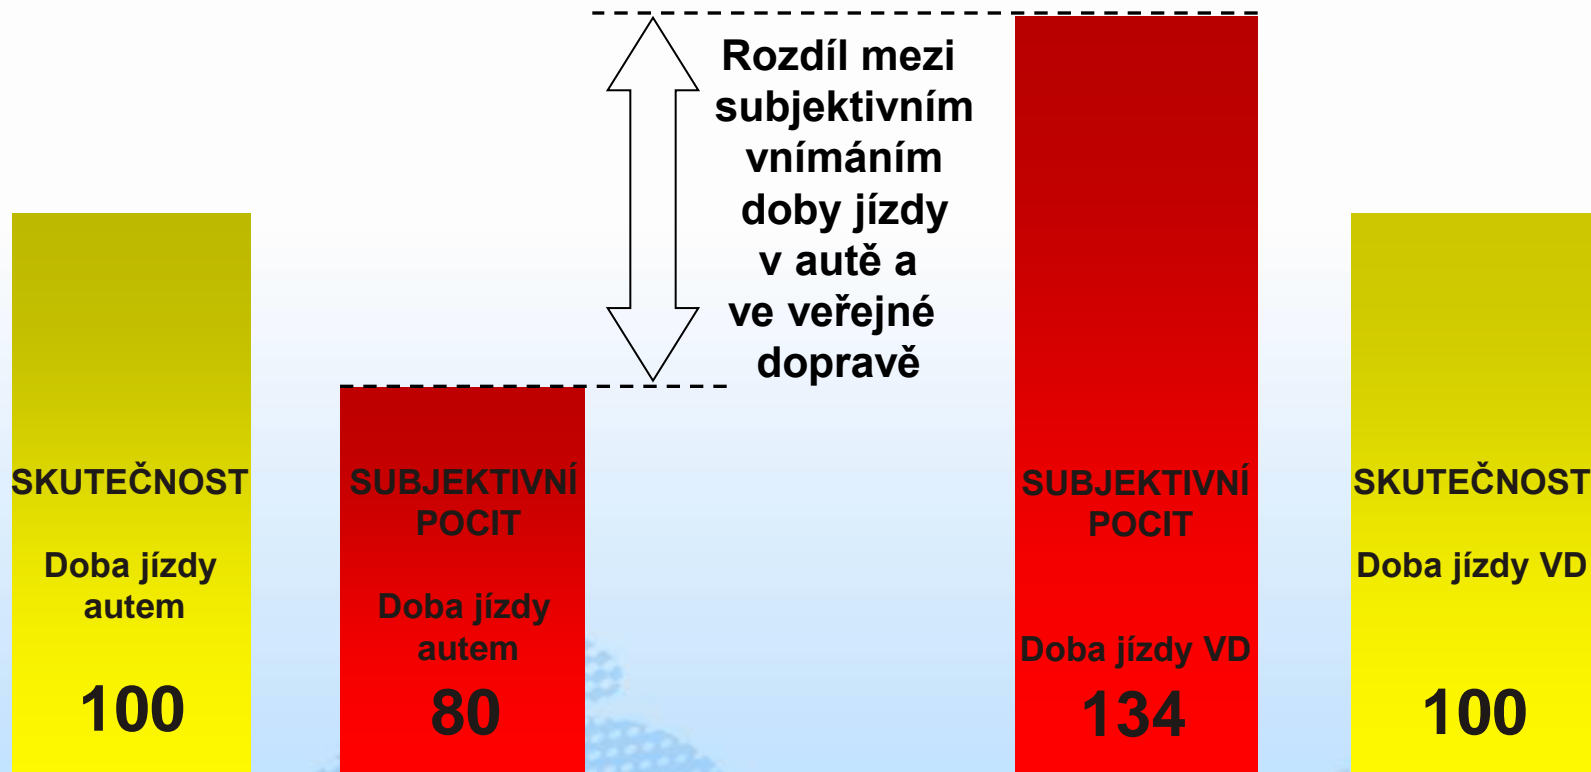 Rozdíl mezi
subjektivním
vnímáním
doby jízdy
v autě a
ve veřejné
dopravě
SKUTEČNOST
Doba jízdy
autem
100
SUBJEKTIVNÍ
POCIT
Doba jízdy
autem
80
SUBJEKTIVNÍ
POCIT
Doba jízdy VD
134
SKUTEČNOST
Doba jízdy VD
100